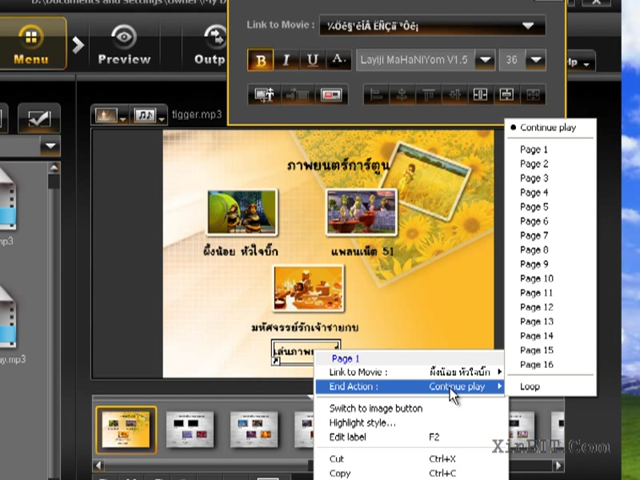 Link to Movie :
Menu
Preview
Outp
B I U A
Layiji MaHaNiYom V1.5
36
tigger.mp3
Continue play
Page 1
Page 2
Page 3
Page 4
Page 5
Page 6
Page 7
Page 8
Page 9
Page 10
Page 11
Page 12
Page 13
Page 14
Page 15
Page 16
Loop
ภาพยนตร์การ์ตูน
ผึ้งน้อย หัวใจบิ๊ก
แพลนเน็ต 51
มหัศจรรย์รักเจ้าชายกบ
Page 1
Link to Movie : ผึ้งน้อย หัวใจบิ๊ก
End Action : Continue play
Switch to image button
Highlight style...
Edit label F2
Cut Ctrl+X
Copy Ctrl+C
XinBIT.Com